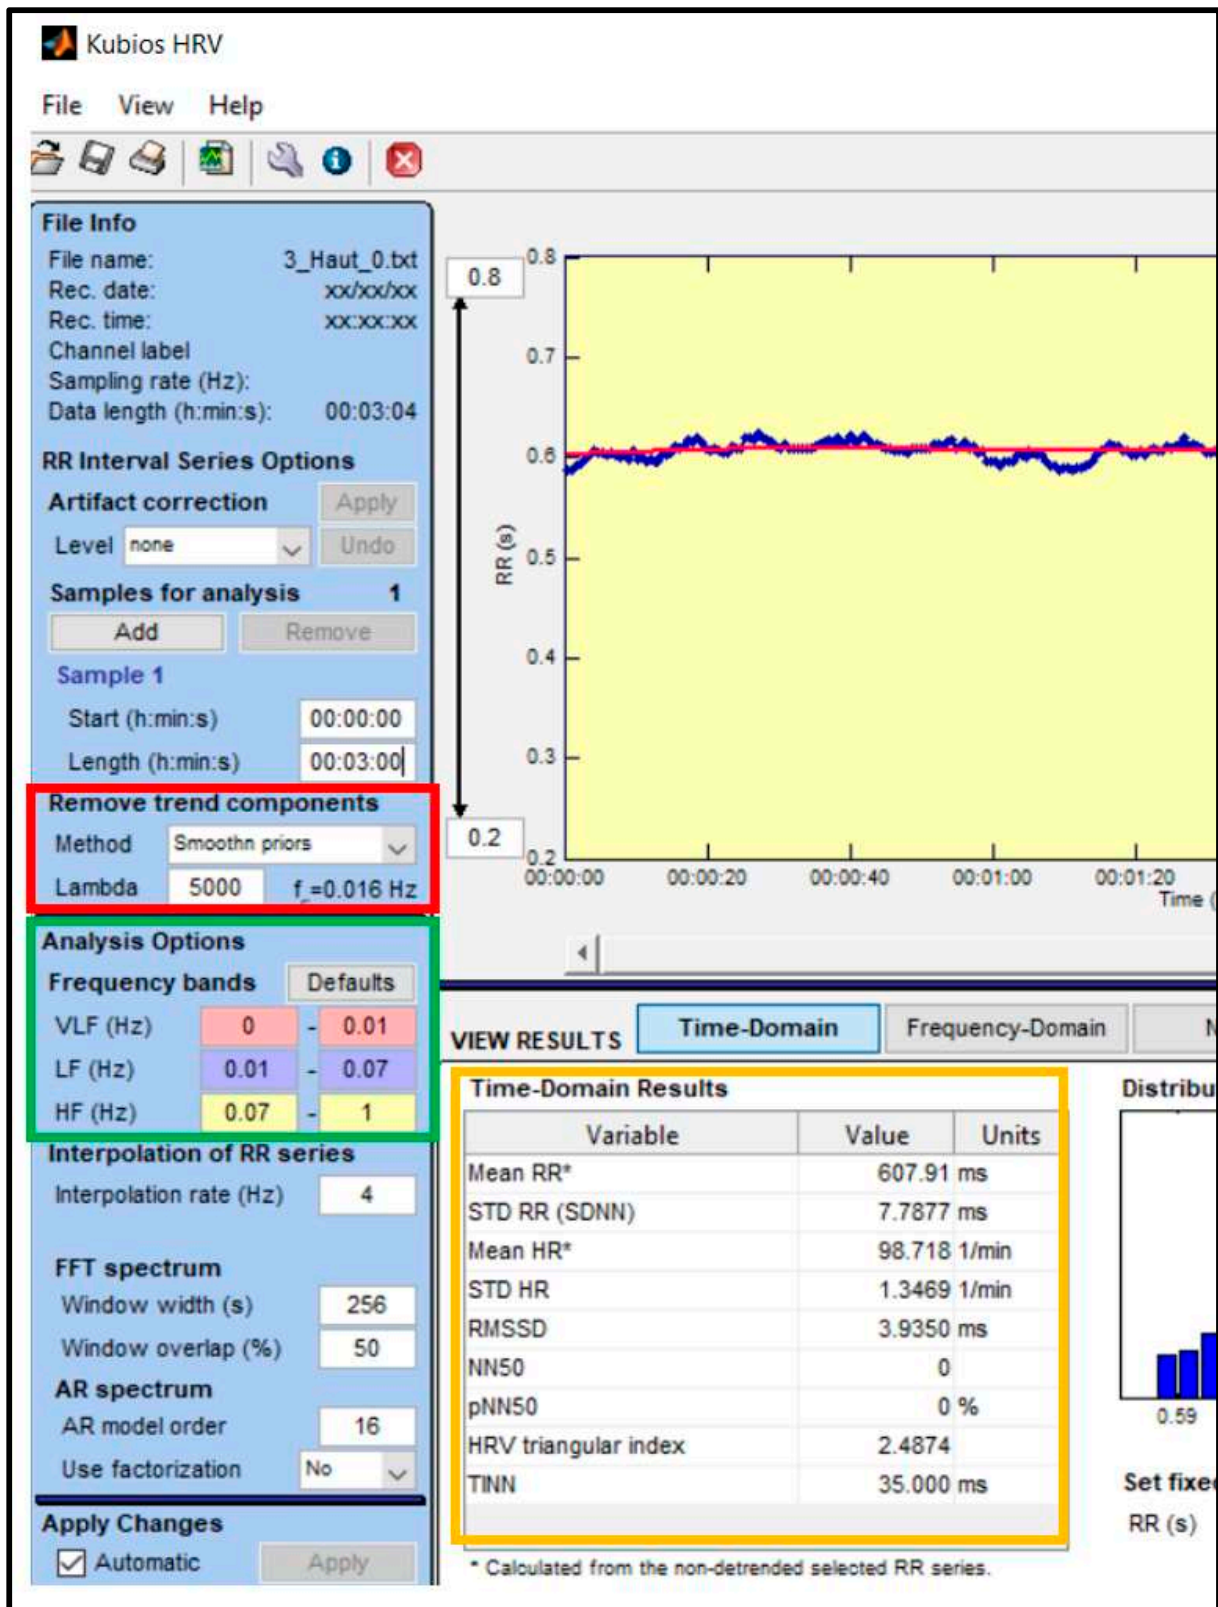 Kubios HRV
File View Help
File Info
File name: 3_Haut_0.txt
Rec. date: xx/xx/xx
Rec. time: xx:xx:xx
Channel label
Sampling rate (Hz):
Data length (h:min:s): 00:03:04
RR Interval Series Options
Artifact correction Apply
Level none Undo
Samples for analysis 1
Add Remove
Sample 1
Start (h:min:s) 00:00:00
Length (h:min:s) 00:03:00
Remove trend components
Method Smoothn priors
Lambda 5000 f_=0.016 Hz
Analysis Options
Frequency bands Defaults
VLF (Hz) 0 - 0.01
LF (Hz) 0.01 - 0.07
HF (Hz) 0.07 - 1
Interpolation of RR series
Interpolation rate (Hz) 4
FFT spectrum
Window width (s) 256
Window overlap (%) 50
AR spectrum
AR model order 16
Use factorization No
Apply Changes
Automatic Apply
0.8
0.2
RR (s)
0.8
0.7
0.6
0.5
0.4
0.3
0.2
00:00:00 00:00:20 00:00:40 00:01:00 00:01:20
Time (
VIEW RESULTS Time-Domain Frequency-Domain N
Time-Domain Results
Variable Value Units
Mean RR* 607.91 ms
STD RR (SDNN) 7.7877 ms
Mean HR* 98.718 1/min
STD HR 1.3469 1/min
RMSSD 3.9350 ms
NN50 0
pNN50 0 %
HRV triangular index 2.4874
TINN 35.000 ms
* Calculated from the non-detrended selected RR series.
Distribu
0.59
Set fixe
RR (s)